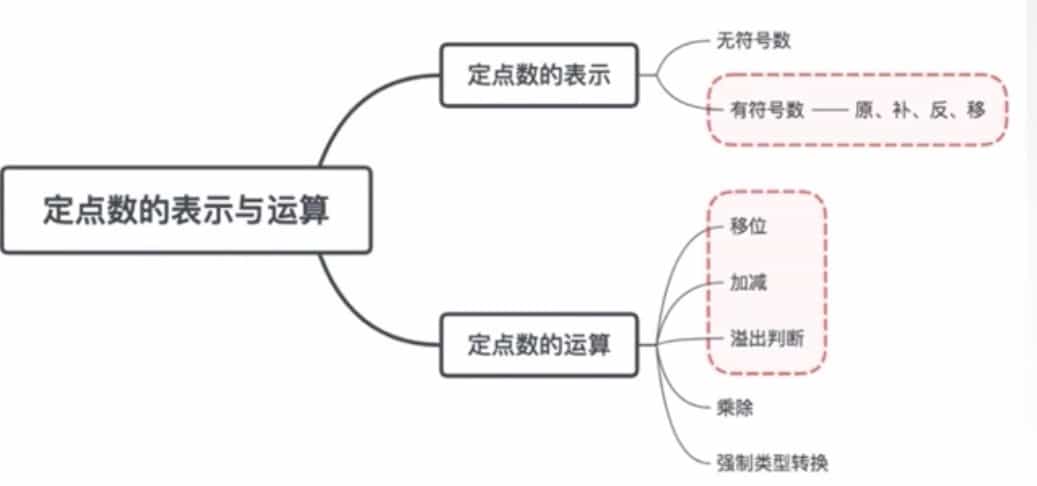 定点数的表示与运算
定点数的表示
无符号数
有符号数
原、补、反、移
定点数的运算
移位
加减
溢出判断
乘除
强制类型转换